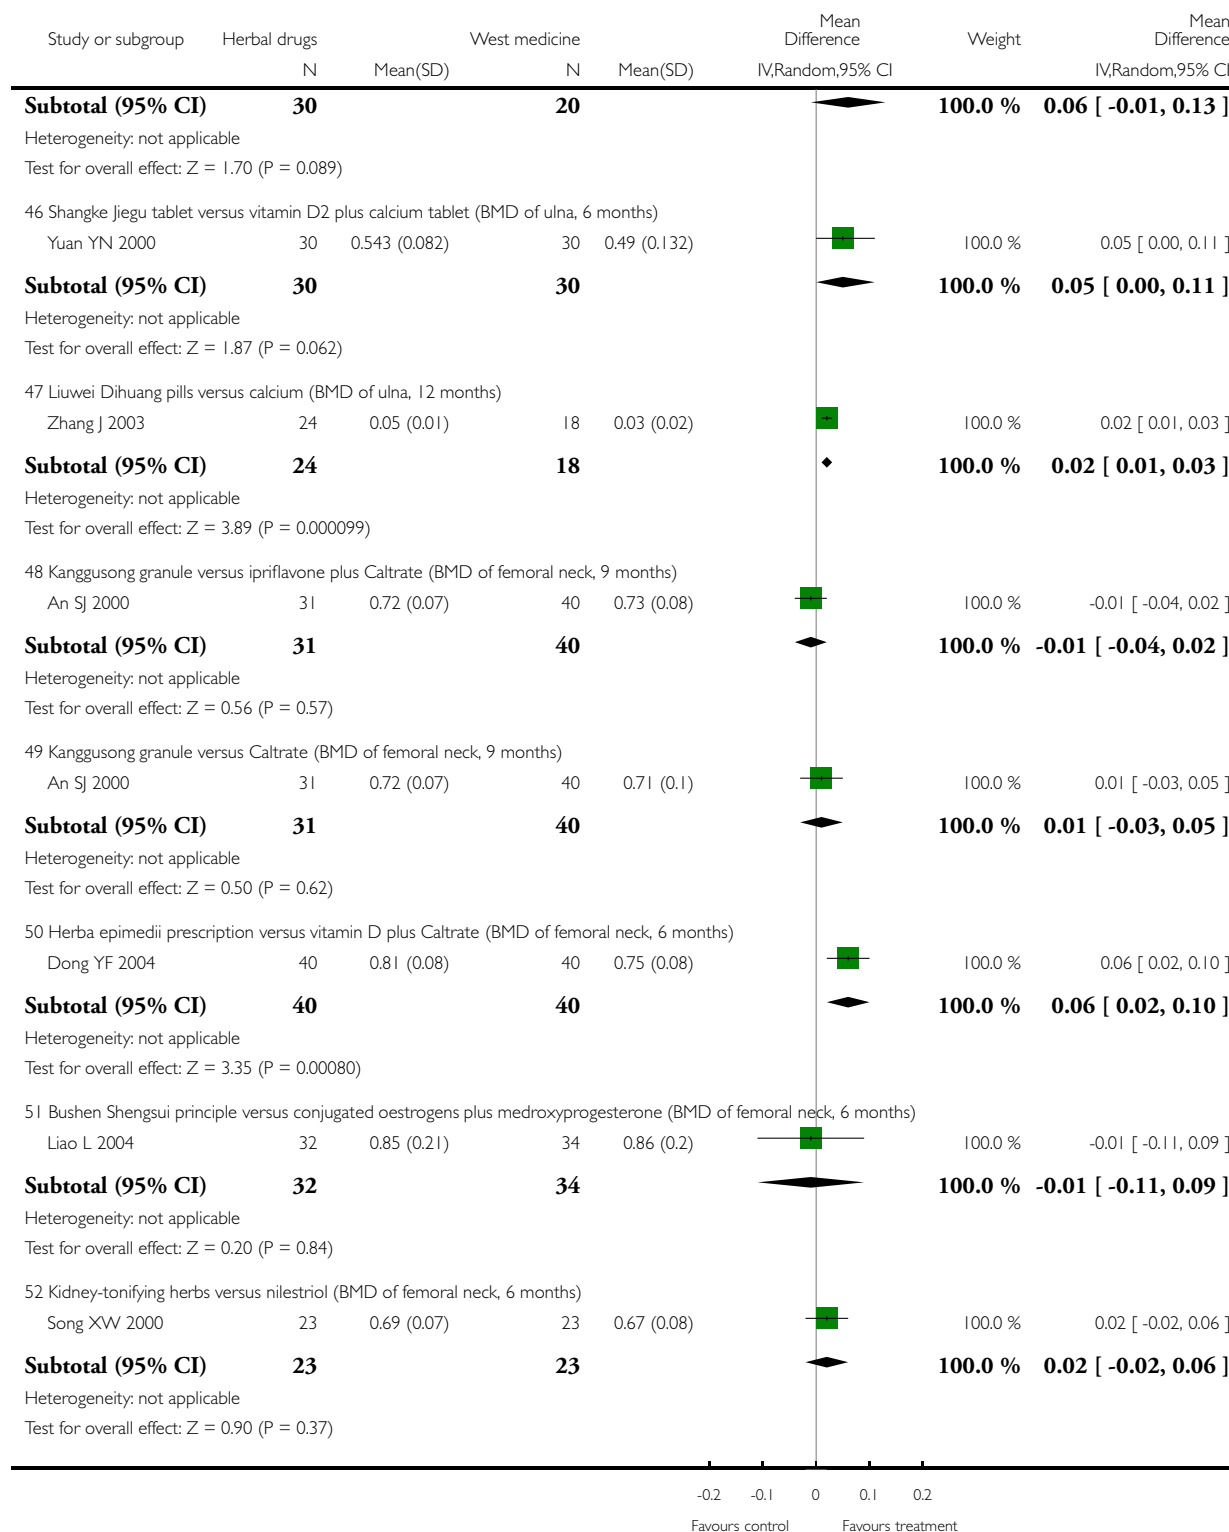 Study or subgroup Herbal drugs West medicine Mean Difference Weight Mean Difference
N Mean(SD) N Mean(SD) IV,Random,95% CI IV,Random,95% CI
Subtotal (95% CI) 30 20 100.0 % 0.06 [ -0.01, 0.13 ]
Heterogeneity: not applicable
Test for overall effect: Z = 1.70 (P = 0.089)
46 Shangke Jiegu tablet versus vitamin D2 plus calcium tablet (BMD of ulna, 6 months)
Yuan YN 2000 30 0.543 (0.082) 30 0.49 (0.132) 100.0 % 0.05 [ 0.00, 0.11 ]
Subtotal (95% CI) 30 30 100.0 % 0.05 [ 0.00, 0.11 ]
Heterogeneity: not applicable
Test for overall effect: Z = 1.87 (P = 0.062)
47 Liuwei Dihuang pills versus calcium (BMD of ulna, 12 months)
Zhang J 2003 24 0.05 (0.01) 18 0.03 (0.02) 100.0 % 0.02 [ 0.01, 0.03 ]
Subtotal (95% CI) 24 18 100.0 % 0.02 [ 0.01, 0.03 ]
Heterogeneity: not applicable
Test for overall effect: Z = 3.89 (P = 0.000099)
48 Kanggusong granule versus ipriflavone plus Caltrate (BMD of femoral neck, 9 months)
An SJ 2000 31 0.72 (0.07) 40 0.73 (0.08) 100.0 % -0.01 [ -0.04, 0.02 ]
Subtotal (95% CI) 31 40 100.0 % -0.01 [ -0.04, 0.02 ]
Heterogeneity: not applicable
Test for overall effect: Z = 0.56 (P = 0.57)
49 Kanggusong granule versus Caltrate (BMD of femoral neck, 9 months)
An SJ 2000 31 0.72 (0.07) 40 0.71 (0.1) 100.0 % 0.01 [ -0.03, 0.05 ]
Subtotal (95% CI) 31 40 100.0 % 0.01 [ -0.03, 0.05 ]
Heterogeneity: not applicable
Test for overall effect: Z = 0.50 (P = 0.62)
50 Herba epimedii prescription versus vitamin D plus Caltrate (BMD of femoral neck, 6 months)
Dong YF 2004 40 0.81 (0.08) 40 0.75 (0.08) 100.0 % 0.06 [ 0.02, 0.10 ]
Subtotal (95% CI) 40 40 100.0 % 0.06 [ 0.02, 0.10 ]
Heterogeneity: not applicable
Test for overall effect: Z = 3.35 (P = 0.00080)
51 Bushen Shengsui principle versus conjugated oestrogens plus medroxyprogesterone (BMD of femoral neck, 6 months)
Liao L 2004 32 0.85 (0.21) 34 0.86 (0.2) 100.0 % -0.01 [ -0.11, 0.09 ]
Subtotal (95% CI) 32 34 100.0 % -0.01 [ -0.11, 0.09 ]
Heterogeneity: not applicable
Test for overall effect: Z = 0.20 (P = 0.84)
52 Kidney-tonifying herbs versus nilestriol (BMD of femoral neck, 6 months)
Song XW 2000 23 0.69 (0.07) 23 0.67 (0.08) 100.0 % 0.02 [ -0.02, 0.06 ]
Subtotal (95% CI) 23 23 100.0 % 0.02 [ -0.02, 0.06 ]
Heterogeneity: not applicable
Test for overall effect: Z = 0.90 (P = 0.37)
-0.2 -0.1 0 0.1 0.2
Favours control Favours treatment